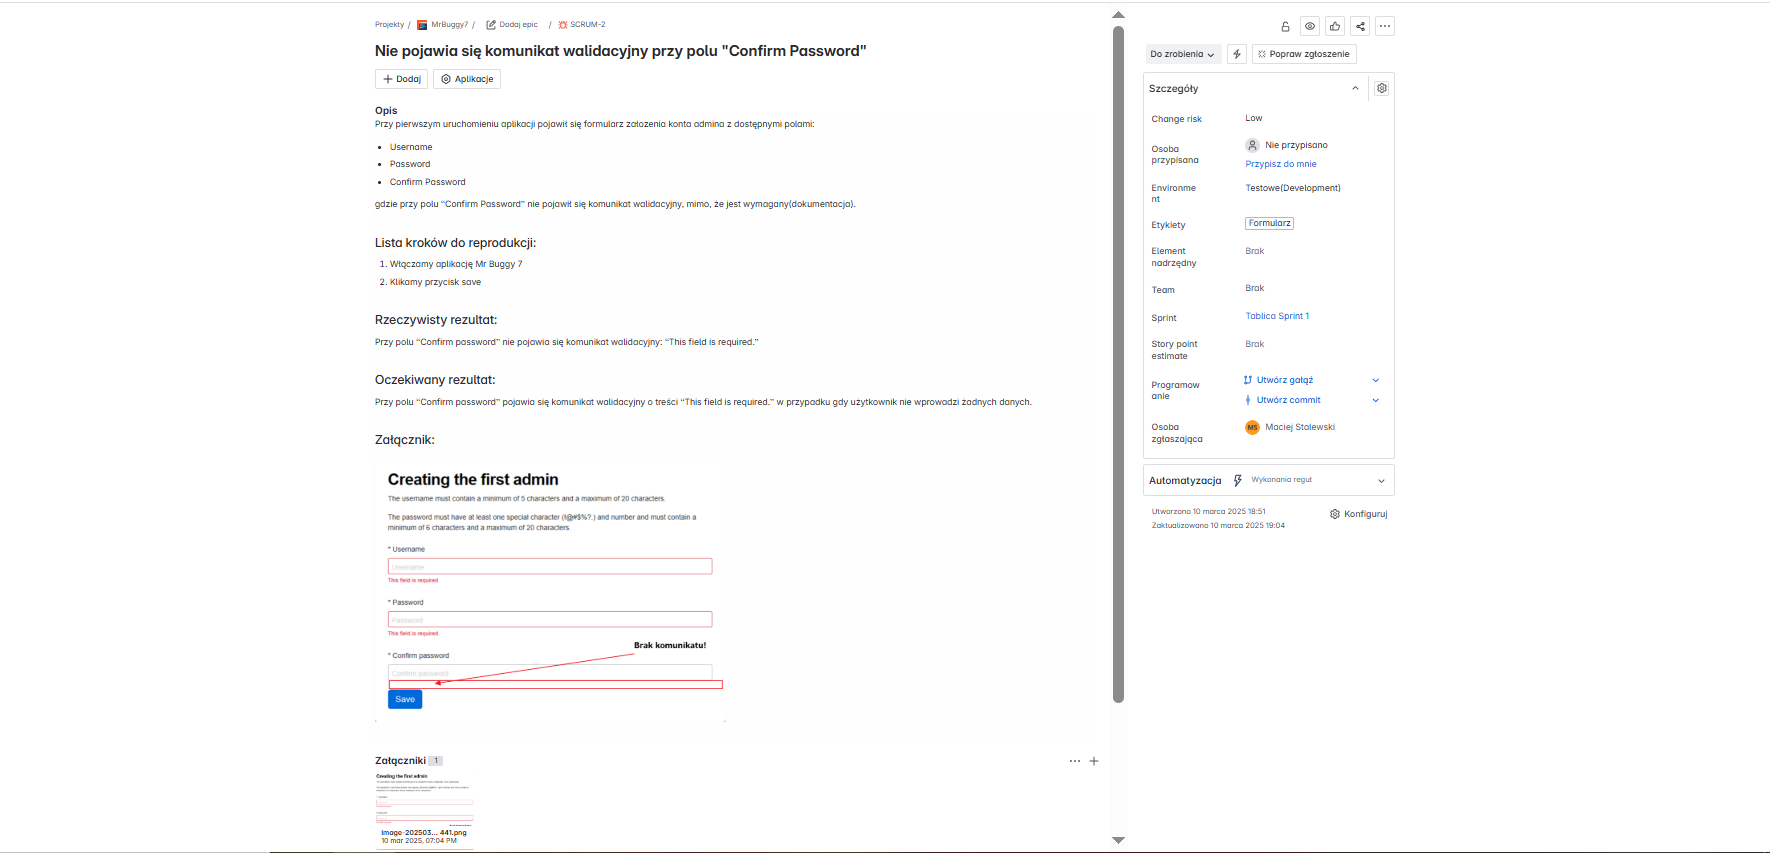 Projekty / MrBuggy7 / Dodaj epic / SCRUM-2
Nie pojawia się komunikat walidacyjny przy polu "Confirm Password"
Dodaj Aplikacje
Opis
Przy pierwszym uruchomieniu aplikacji pojawił się formularz założenia konta admina z dostępnymi polami:
• Username
• Password
• Confirm Password
gdzie przy polu “Confirm Password” nie pojawił się komunikat walidacyjny, mimo, że jest wymagany(dokumentacja).
Lista kroków do reprodukcji:
1. Włączamy aplikację Mr Buggy 7
2. Klikamy przycisk save
Rzeczywisty rezultat:
Przy polu “Confirm password” nie pojawia się komunikat walidacyjny: “This field is required.”
Oczekiwany rezultat:
Przy polu “Confirm password” pojawia się komunikat walidacyjny o treści “This field is required.” w przypadku gdy użytkownik nie wprowadzi żadnych danych.
Załącznik:
Creating the first admin
The username must contain a minimum of 5 characters and a maximum of 20 characters.
The password must have at least one special character (!@#$%?.) and number and must contain a
minimum of 6 characters and a maximum of 20 characters.
* Username
Username
This field is required.
* Password
Password
This field is required.
Brak komunikatu!
* Confirm password
Confirm password
Save
Załączniki 1
Creating the first admin
image-202503... 441.png
10 mar 2025, 07:04 PM
Do zrobienia Popraw zgłoszenie
Szczegóły
Change risk Low
Osoba
przypisana
Nie przypisano
Przypisz do mnie
Environme
nt
Testowe(Development)
Etykiety Formularz
Element
nadrzędny
Brak
Team Brak
Sprint Tablica Sprint 1
Story point
estimate
Brak
Programow
anie
Utwórz gałąź
Utwórz commit
Osoba
zgłaszająca
MS Maciej Stalewski
Automatyzacja Wykonania reguł
Utworzono 10 marca 2025 18:51
Zaktualizowano 10 marca 2025 19:04
Konfiguruj